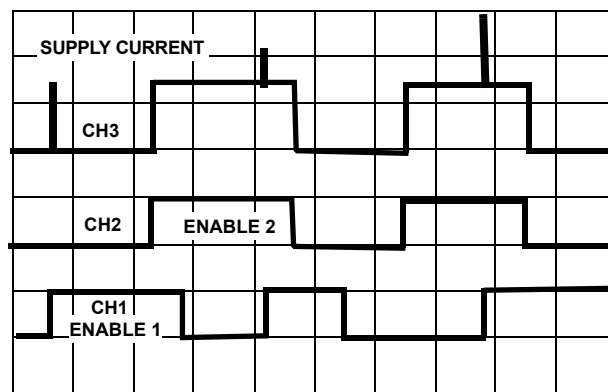 SUPPLY CURRENT
CH3
CH2
ENABLE 2
CH1
ENABLE 1